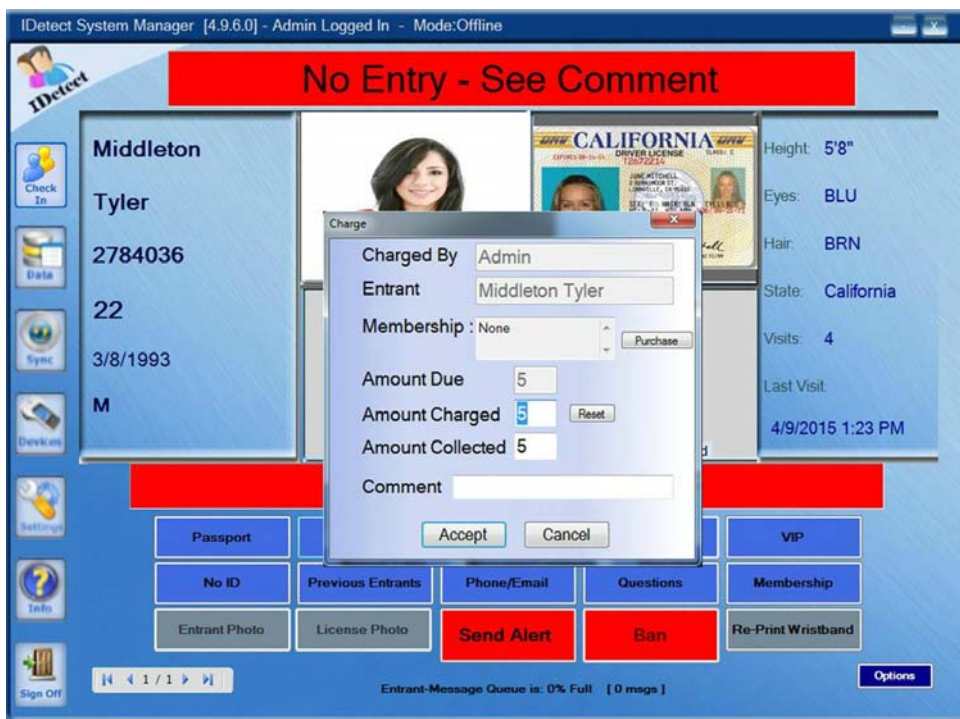 IDetect System Manager [4.9.6.0] - Admin Logged In - Mode:Offline
IDetect
No Entry - See Comment
Check In
Data
Sync
Devices
Settings
Info
Sign Off
Middleton
Tyler
2784036
22
3/8/1993
M
CALIFORNIA
DRIVER LICENSE
JUNE MITCHELL
Height: 5'8"
Eyes: BLU
Hair: BRN
State: California
Visits: 4
Last Visit:
4/9/2015 1:23 PM
Charge
Charged By Admin
Entrant Middleton Tyler
Membership : None
Purchase
Amount Due 5
Amount Charged 5 Reset
Amount Collected 5
Comment
Accept Cancel
Passport VIP
No ID Previous Entrants Phone/Email Questions Membership
Entrant Photo License Photo Send Alert Ban Re-Print Wristband
1 / 1
Entrant-Message Queue is: 0% Full [ 0 msgs ]
Options